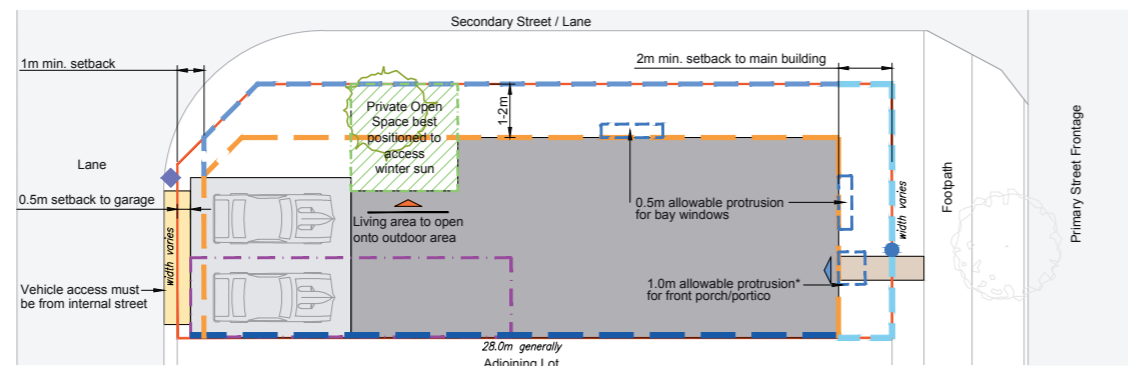 Secondary Street / Lane
1m min. setback
2m min. setback to main building
Private Open
Space best
positioned to
access
winter sun
1-2m
Lane
0.5m setback to garage
width varies
Living area to open
onto outdoor area
0.5m allowable protrusion
for bay windows
width varies
Footpath
Primary Street Frontage
Vehicle access must
be from internal street
1.0m allowable protrusion*
for front porch/portico
28.0m generally
Adjoining Lot